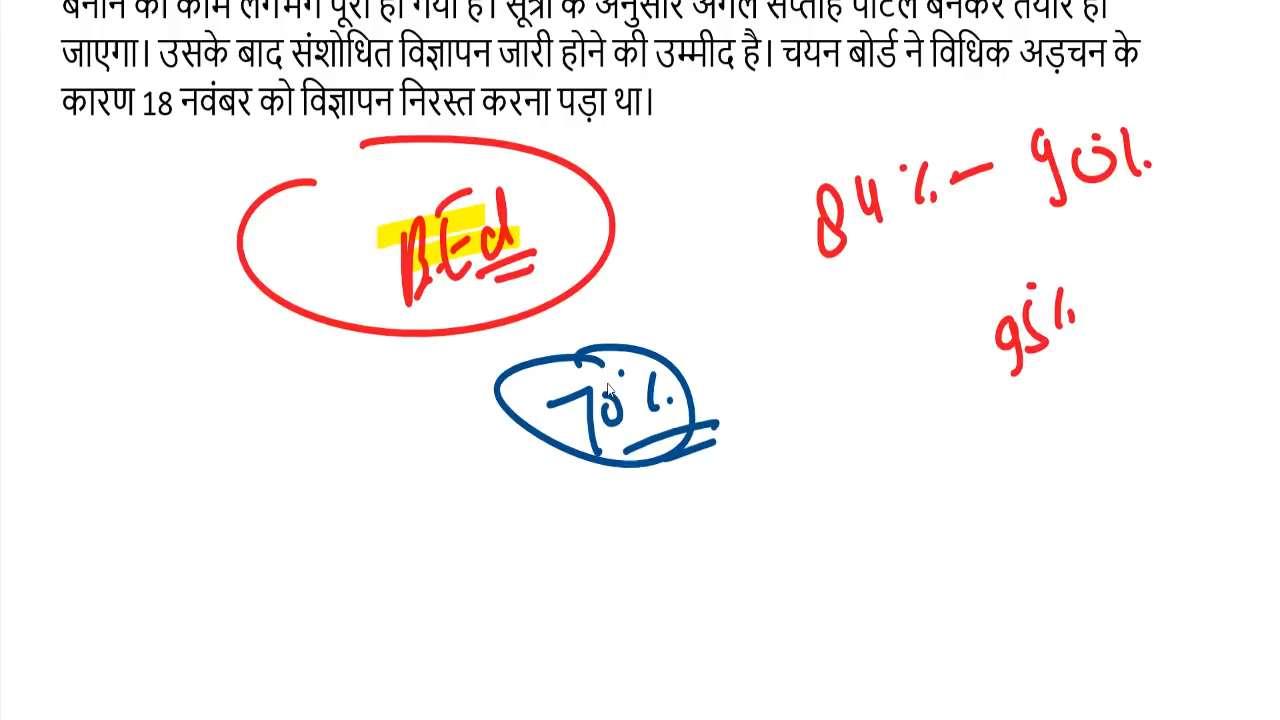 बनाने का काम लगभग पूरा हो गया है। सूत्रों के अनुसार अगले सप्ताह पोर्टल बनकर तैयार हो
जाएगा। उसके बाद संशोधित विज्ञापन जारी होने की उम्मीद है। चयन बोर्ड ने विधिक अड़चन के
कारण 18 नवंबर को विज्ञापन निरस्त करना पड़ा था।
84% - 90%
BEd
95%
70%